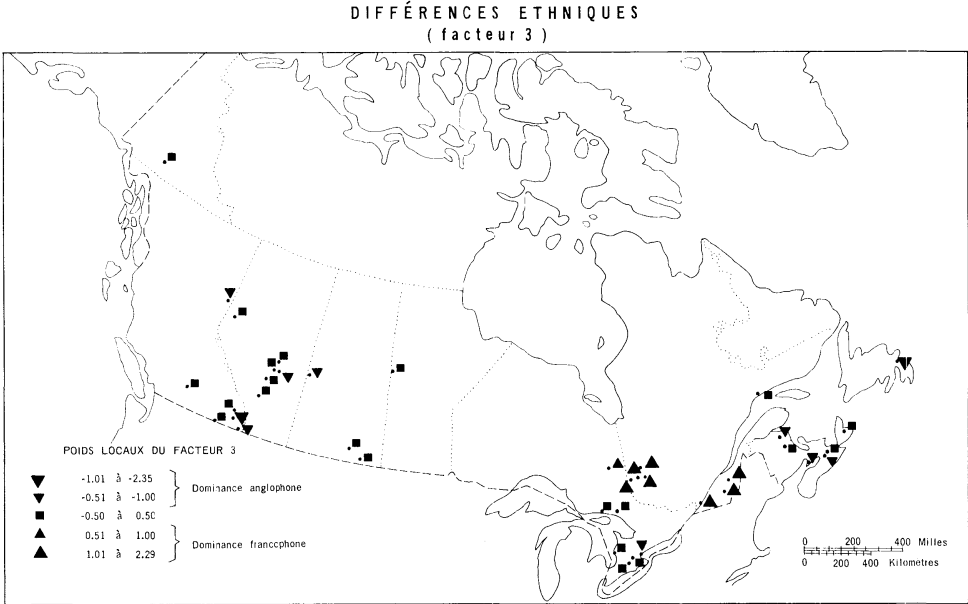 DIFFÉRENCES ETHNIQUES
(facteur 3)
POIDS LOCAUX DU FACTEUR 3
-1.01 à -2.35
-0.51 à -1.00
Dominance anglophone
-0.50 à 0.50
0.51 à 1.00
1.01 à 2.29
Dominance francophone
0 200 400 Milles
0 200 400 Kilometres